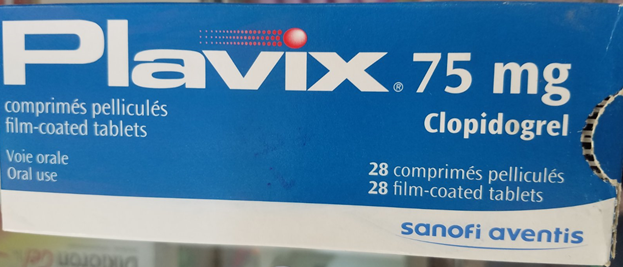 Plavix® 75 mg
Clopidogrel
comprimés pelliculés
film-coated tablets
Voie orale
Oral use
28 comprimés pelliculés
28 film-coated tablets
sanofi aventis